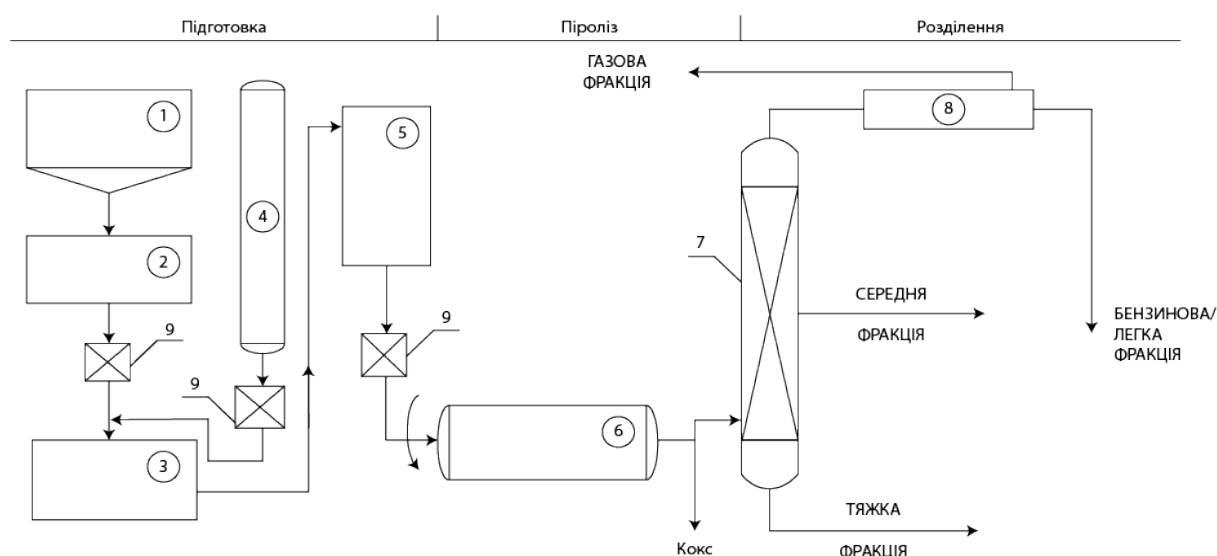 Підготовка
Піроліз
Розділення
ГАЗОВА
ФРАКЦІЯ
1
2
3
4
5
6
7
8
9
9
9
СЕРЕДНЯ
ФРАКЦІЯ
БЕНЗИНОВА/
ЛЕГКА
ФРАКЦІЯ
ТЯЖКА
ФРАКЦІЯ
Кокс